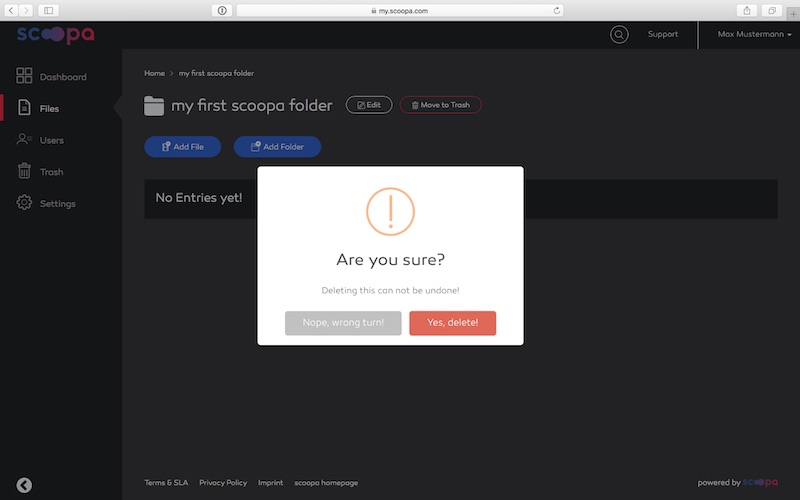 my.scoopa.com
scoopa
Support
Max Mustermann
Dashboard
Files
Users
Trash
Settings
Home > my first scoopa folder
my first scoopa folder
Edit
Move to Trash
Add File
Add Folder
No Entries yet!
Are you sure?
Deleting this can not be undone!
Nope, wrong turn!
Yes, delete!
Terms & SLA
Privacy Policy
Imprint
scoopa homepage
powered by scoopa